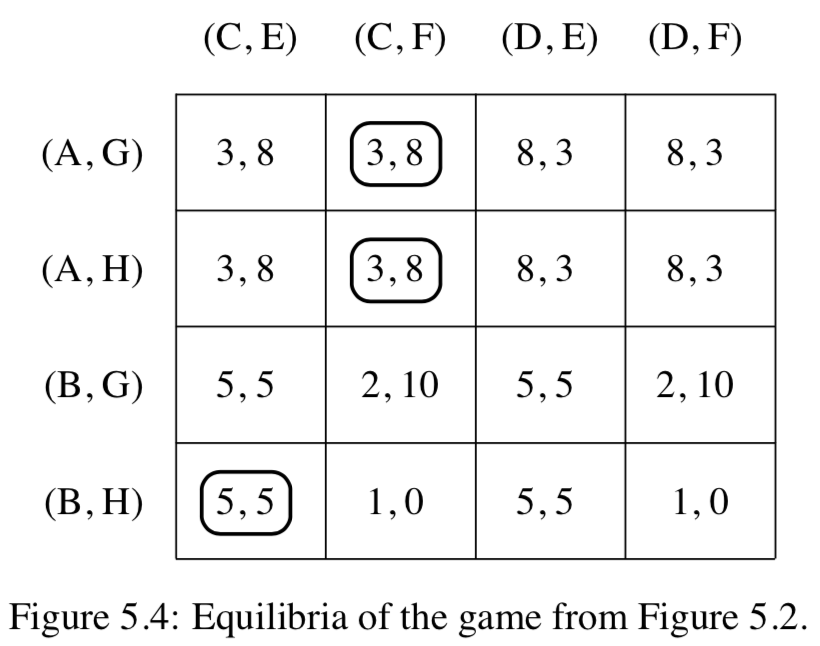 (C, E) (C, F) (D, E) (D, F)
(A, G) 3, 8 3, 8 8, 3 8, 3
(A, H) 3, 8 3, 8 8, 3 8, 3
(B, G) 5, 5 2, 10 5, 5 2, 10
(B, H) 5, 5 1, 0 5, 5 1, 0
Figure 5.4: Equilibria of the game from Figure 5.2.